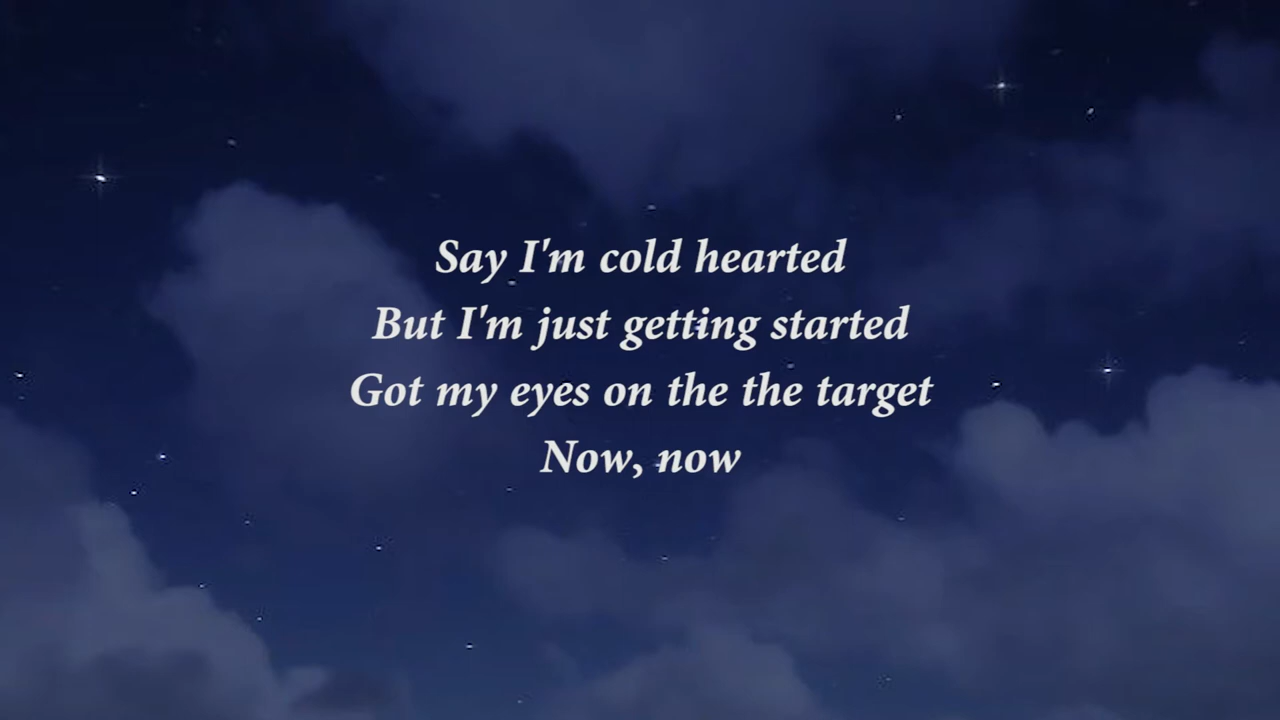 Say I'm cold hearted
But I'm just getting started
Got my eyes on the the target
Now, now